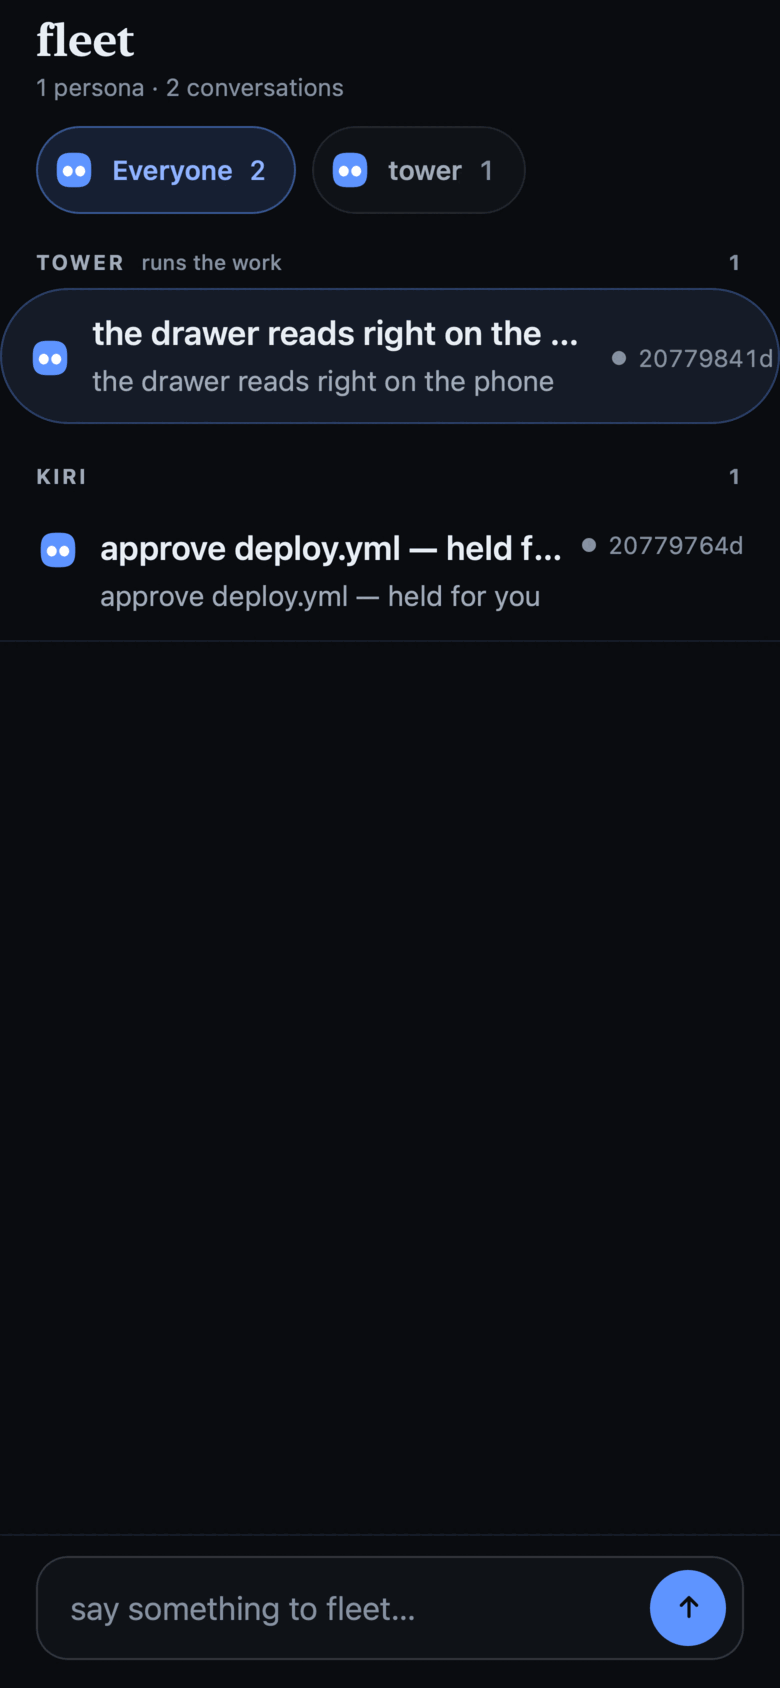 fleet
1 persona · 2 conversations
Everyone 2
tower 1
TOWER runs the work 1
the drawer reads right on the ...
20779841d
the drawer reads right on the phone
KIRI 1
approve deploy.yml — held f...
20779764d
approve deploy.yml — held for you
say something to fleet...